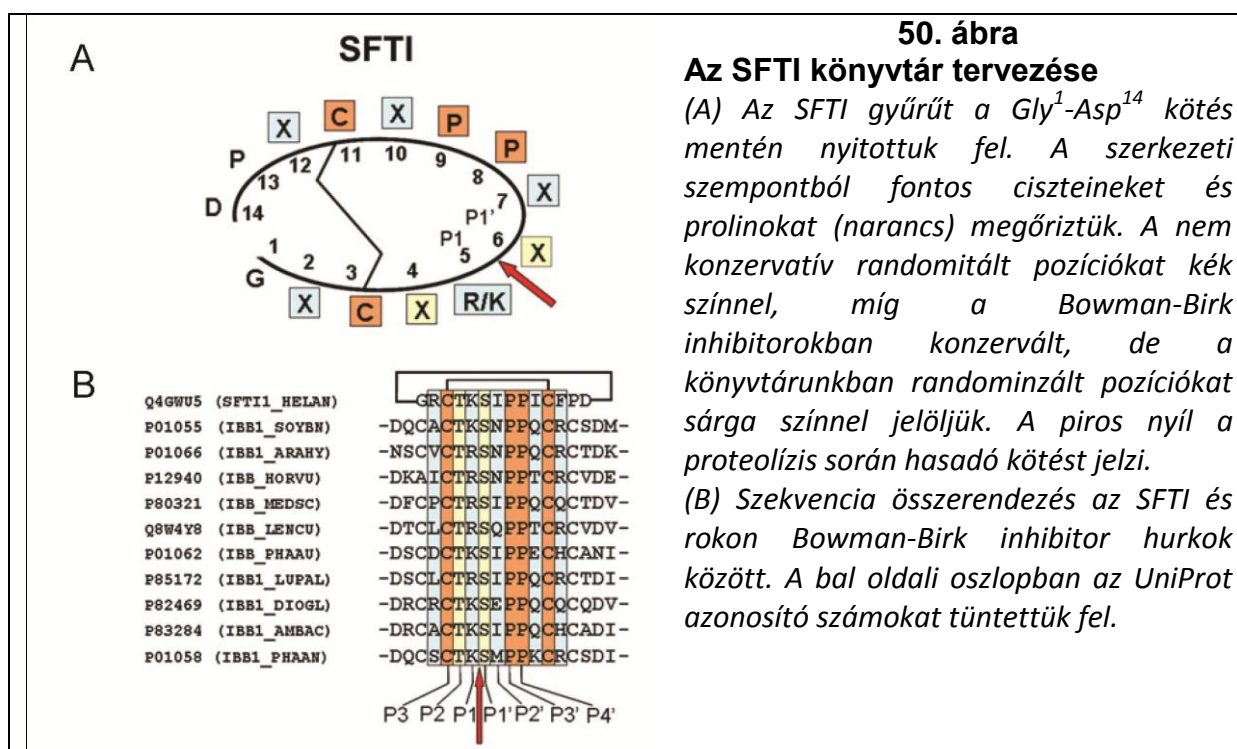 A
SFTI
X C X P P X X R/K X C X G D P X
1 2 3 4 5 6 7 8 9 10 11 12 13 14
P1 P1'
50. ábra
Az SFTI könyvtár tervezése
(A) Az SFTI gyűrűt a Gly1-Asp14 kötés
mentén nyitottuk fel. A szerkezeti
szempontból fontos ciszteineket és
prolinokat (narancs) megőriztük. A nem
konzervatív randomitált pozíciókat kék
színnel, míg a Bowman-Birk
inhibitorokban konzervált, de a
könyvtárunkban randominzált pozíciókat
sárga színnel jelöljük. A piros nyíl a
proteolízis során hasadó kötést jelzi.
(B) Szekvencia összerendezés az SFTI és
rokon Bowman-Birk inhibitor hurkok
között. A bal oldali oszlopban az UniProt
azonosító számokat tüntettük fel.
B
Q4GWU5 (SFTI1_HELAN) GRCTKSIPPICFPD
P01055 (IBB1_SOYBN) -DQCACTKSNPPQCRCSDM-
P01066 (IBB1_ARAHY) -NSCVCTRSNPPQCRCTDK-
P12940 (IBB_HORVU) -DKAICTRSNPPTCRCVDE-
P80321 (IBB_MEDSC) -DFCPCTRSIPPQCQCTDV-
Q8W4Y8 (IBB_LENCU) -DTCLCTRSQPPTCRCVDV-
P01062 (IBB_PHAAU) -DSCDCTKSIPPECHCANI-
P85172 (IBB1_LUPAL) -DSCLCTRSIPPQCRCTDI-
P82469 (IBB1_DIOGL) -DRCRCTKSEPPQCQCQDV-
P83284 (IBB1_AMBAC) -DRCACTKSIPPQCHCADI-
P01058 (IBB1_PHAAN) -DQCSCTKSMPPKCRCSDI-
P3 P2 P1 P1' P2' P3' P4'